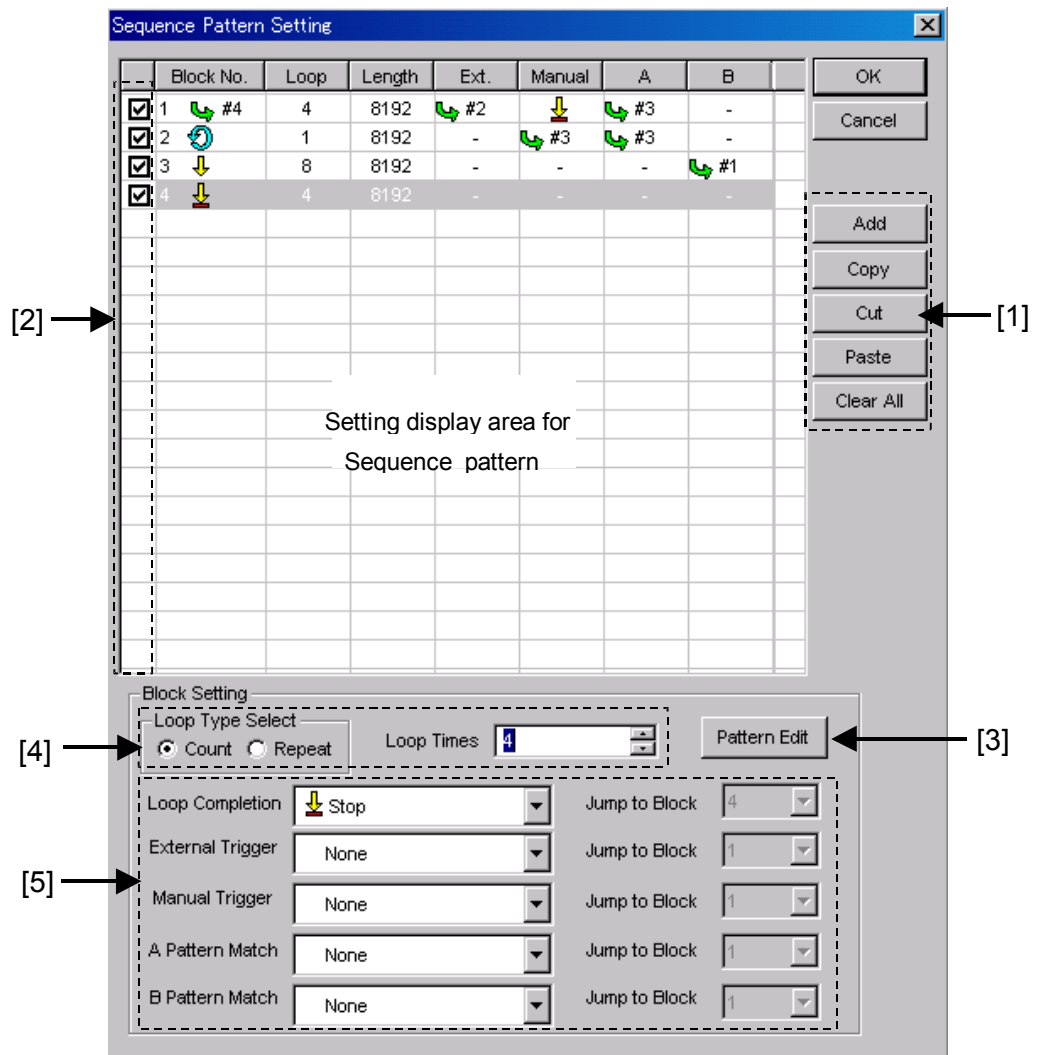 Sequence Pattern Setting
Block No. Loop Length Ext. Manual A B
1 #4 4 8192 #2 #3 -
2 1 8192 - #3 #3 -
3 8 8192 - - - #1
4 4 8192 - - - -
OK
Cancel
Add
Copy
Cut
Paste
Clear All
[1]
[2]
Setting display area for
Sequence pattern
Block Setting
Loop Type Select
Count Repeat
Loop Times 4
Pattern Edit
[3]
[4]
Loop Completion Stop Jump to Block 4
External Trigger None Jump to Block 1
[5]
Manual Trigger None Jump to Block 1
A Pattern Match None Jump to Block 1
B Pattern Match None Jump to Block 1